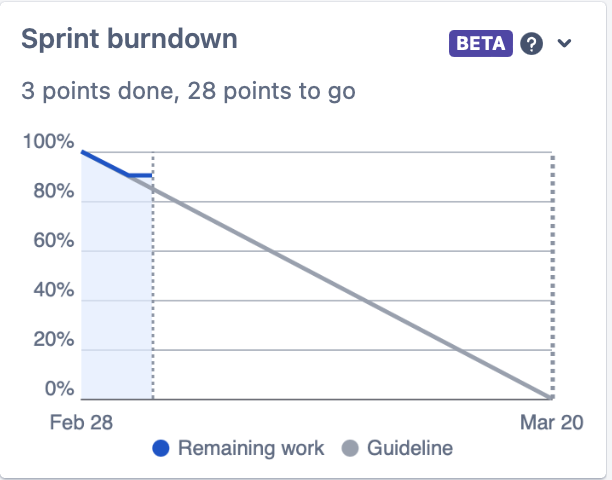 Sprint burndown
BETA ?
3 points done, 28 points to go
100%
80%
60%
40%
20%
0%
Feb 28 Mar 20
Remaining work Guideline